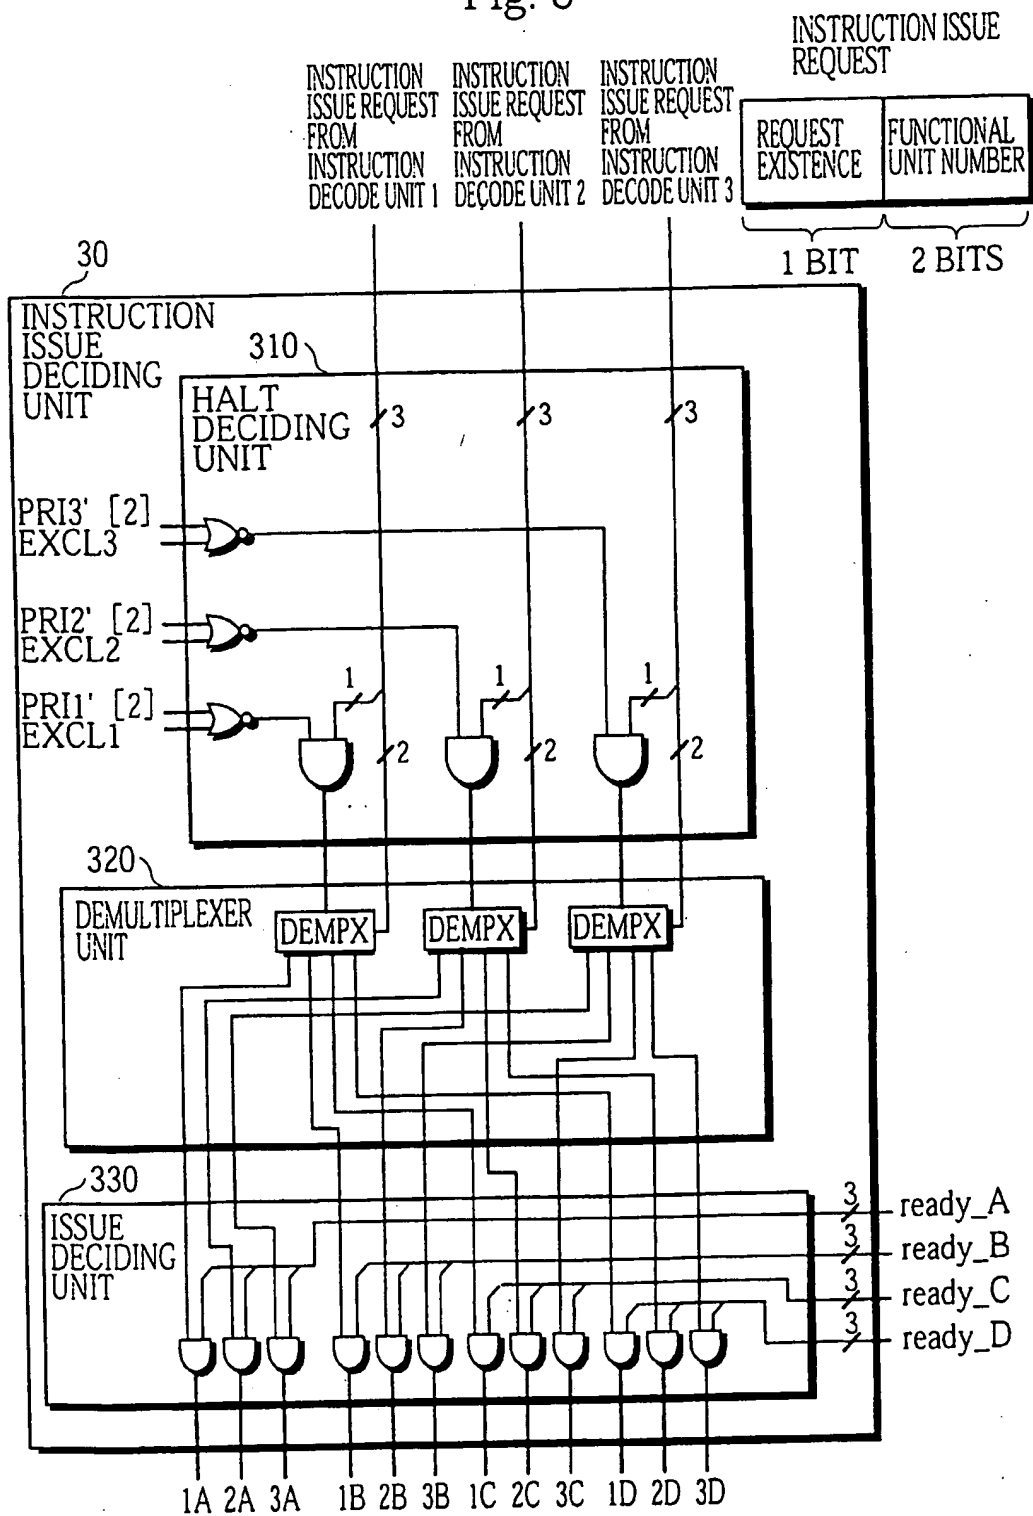 INSTRUCTION ISSUE
REQUEST
INSTRUCTION
ISSUE REQUEST
FROM
INSTRUCTION
DECODE UNIT 1
INSTRUCTION
ISSUE REQUEST
FROM
INSTRUCTION
DECODE UNIT 2
INSTRUCTION
ISSUE REQUEST
FROM
INSTRUCTION
DECODE UNIT 3
REQUEST
EXISTENCE
FUNCTIONAL
UNIT NUMBER
1 BIT
2 BITS
30
INSTRUCTION
ISSUE
DECIDING
UNIT
310
HALT
DECIDING
UNIT
3
3
3
PRI3' [2]
EXCL3
PRI2' [2]
EXCL2
PRI1' [2]
EXCL1
1
1
1
2
2
2
320
DEMULTIPLEXER
UNIT
DEMPX
DEMPX
DEMPX
330
ISSUE
DECIDING
UNIT
3
ready_A
3
ready_B
3
ready_C
3
ready_D
1A
2A
3A
1B
2B
3B
1C
2C
3C
1D
2D
3D